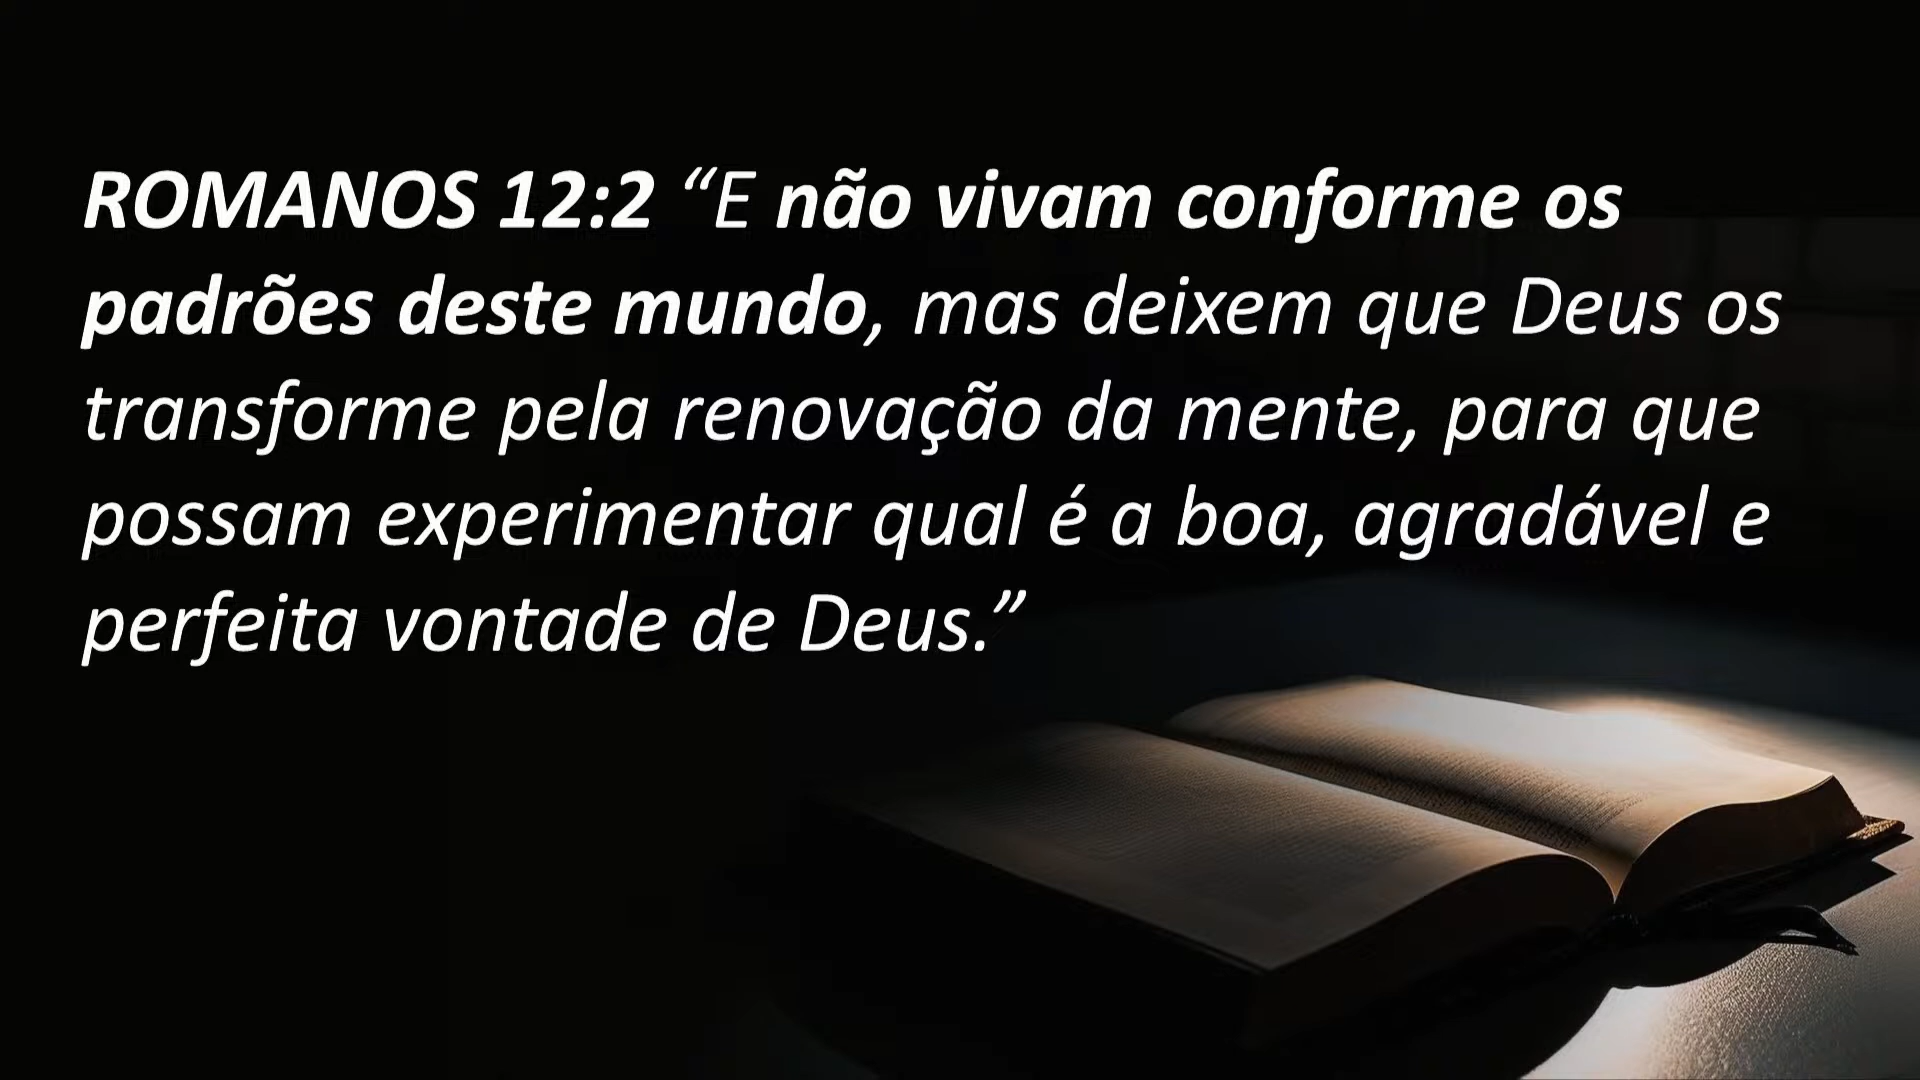 ROMANOS 12:2 “E não vivam conforme os
padrões deste mundo, mas deixem que Deus os
transforme pela renovação da mente, para que
possam experimentar qual é a boa, agradável e
perfeita vontade de Deus.”